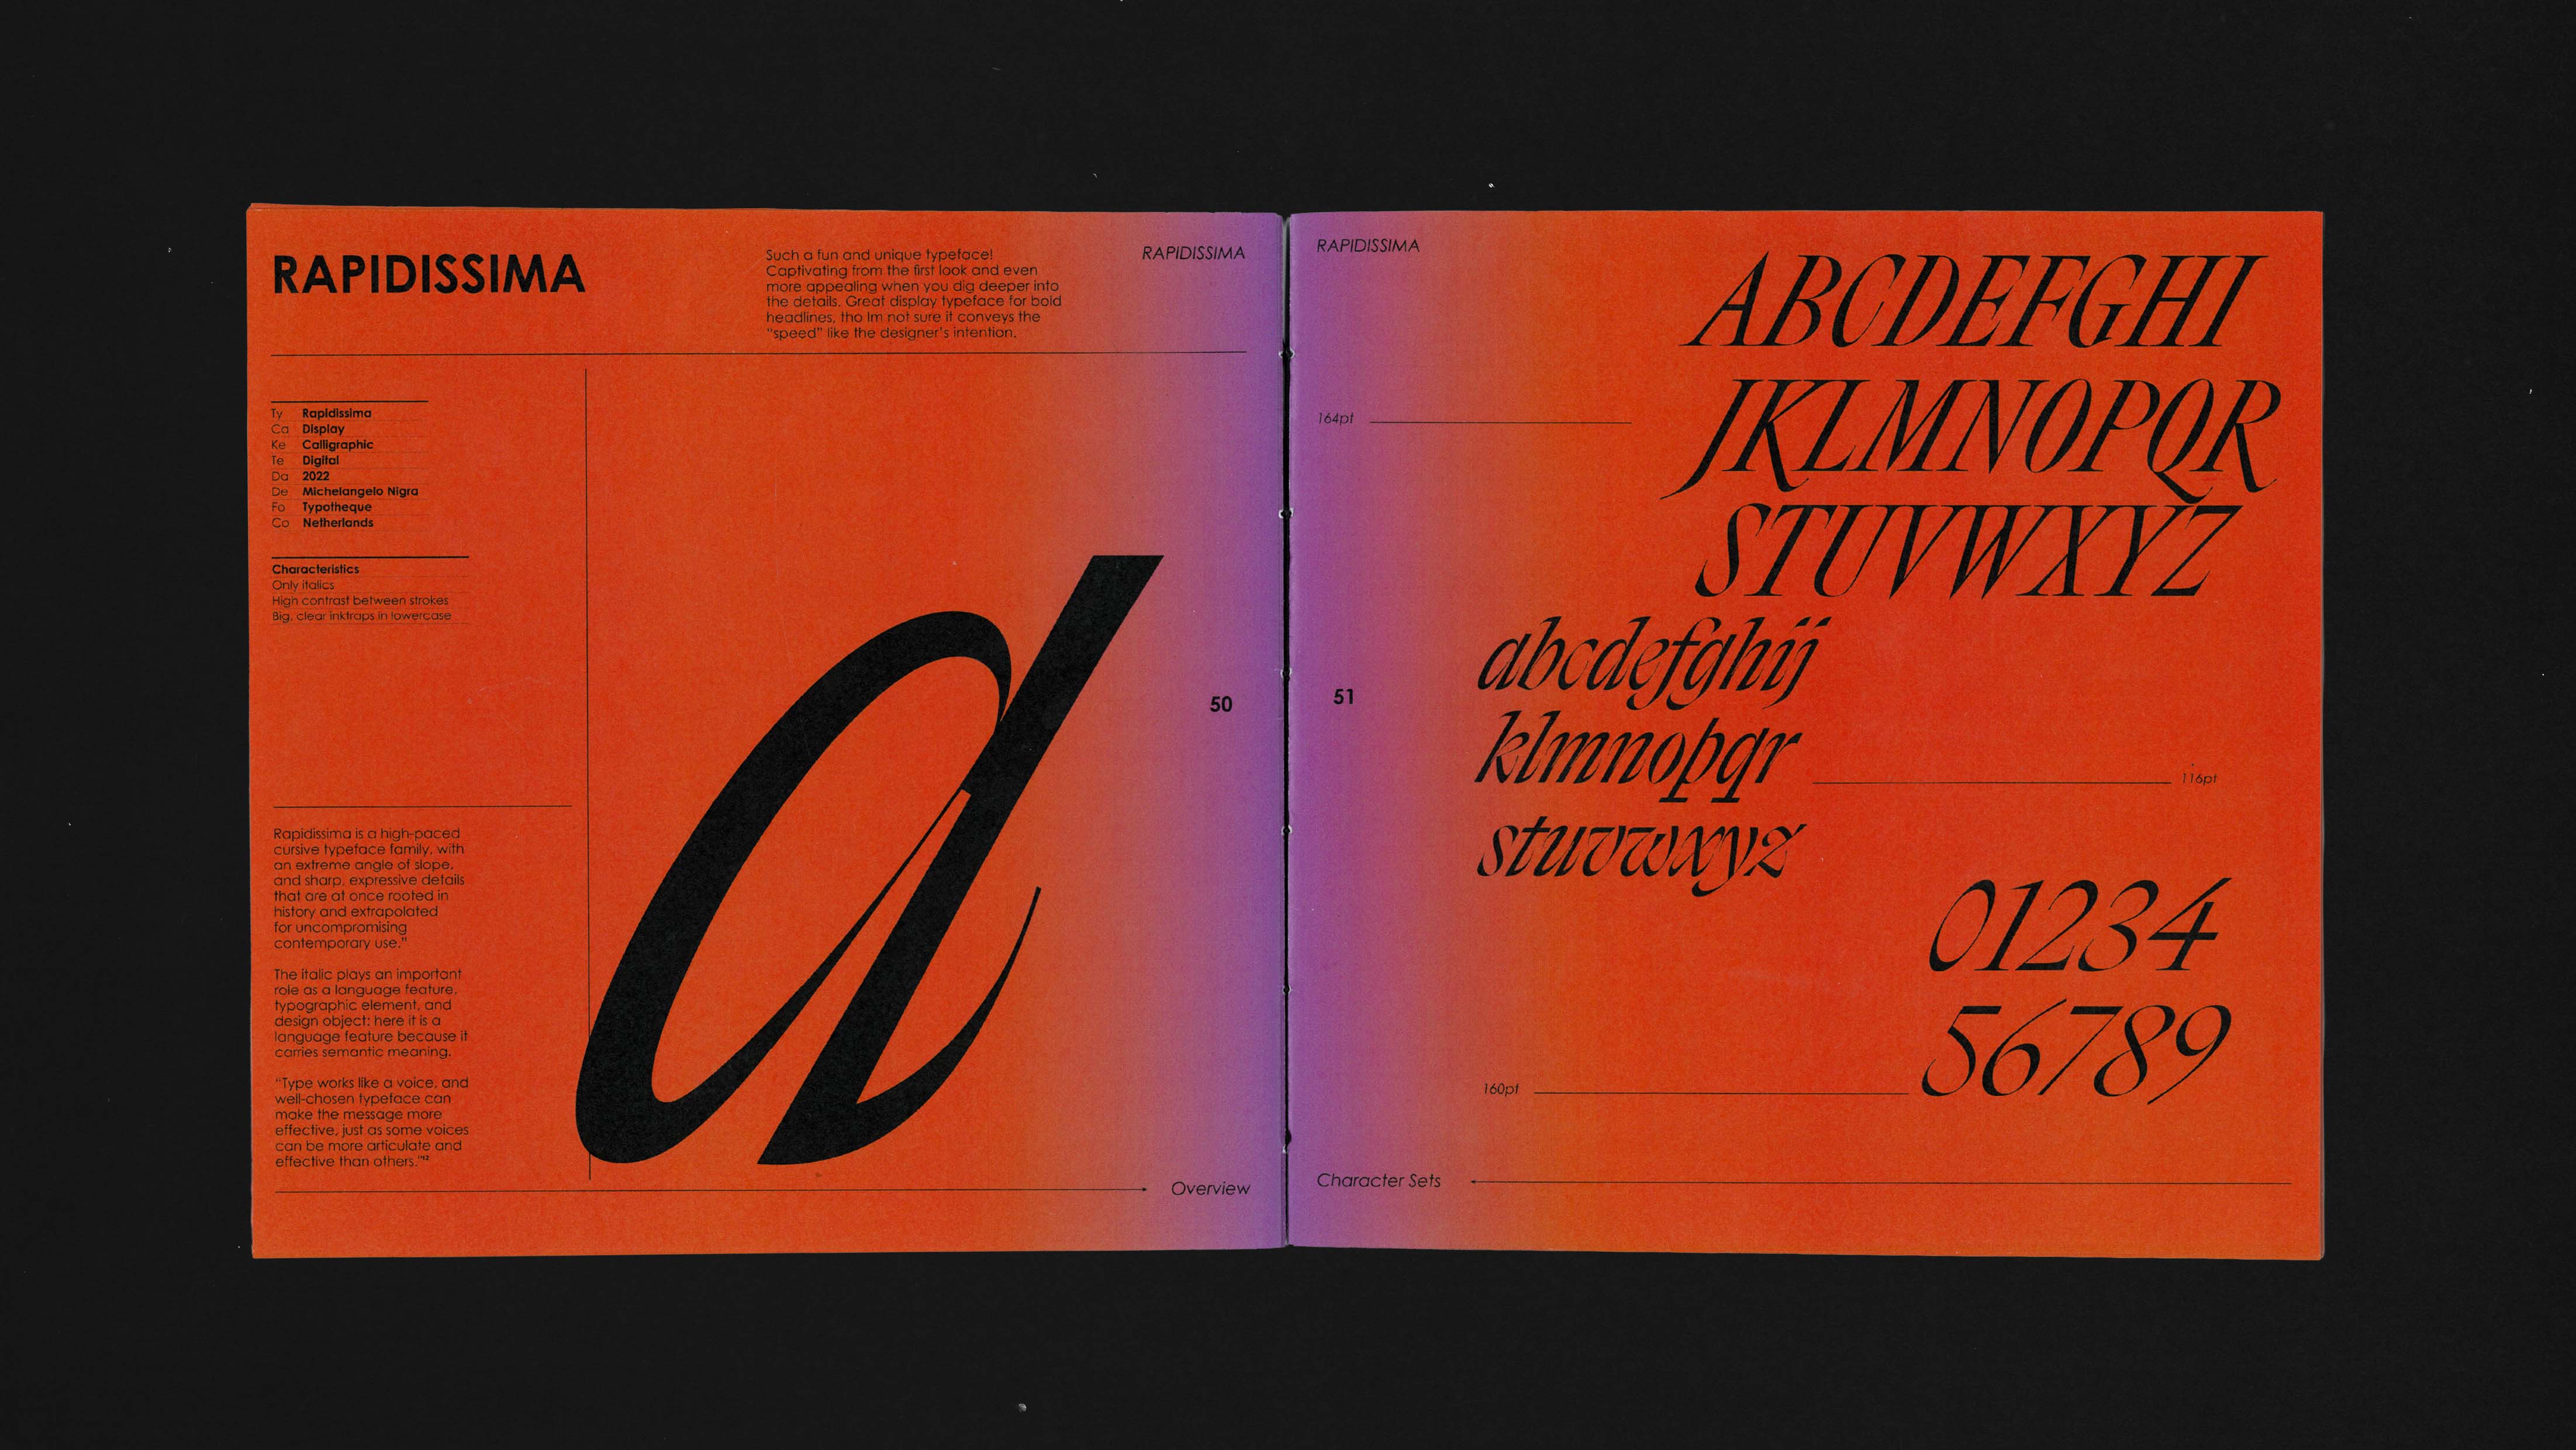 RAPIDISSIMA
Such a fun and unique typeface!
Captivating from the first look and even
more appealing when you dig deeper into
the details. Great display typeface for bold
headlines, tho Im not sure it conveys the
"speed" like the designer's intention.
RAPIDISSIMA
Ty Rapidissima
Ca Display
Ke Calligraphic
Te Digital
Da 2022
De Michelangelo Nigra
Fo Typotheque
Co Netherlands
Characteristics
Only italics
High contrast between strokes
Big, clear inktraps in lowercase
Rapidissima is a high-paced
cursive typeface family, with
an extreme angle of slope,
and sharp, expressive details
that are at once rooted in
history and extrapolated
for uncompromising
contemporary use."
The italic plays an important
role as a language feature,
typographic element, and
design object: here it is a
language feature because it
carries semantic meaning.
"Type works like a voice, and
well-chosen typeface can
make the message more
effective, just as some voices
can be more articulate and
effective than others."¹²
a
50
Overview
RAPIDISSIMA
ABCDEFGHI
164pt
JKLMNOPQR
STUVWXYZ
abcdefghij
51
klmnopqr
116pt
stuvwxyz
01234
56789
160pt
Character Sets